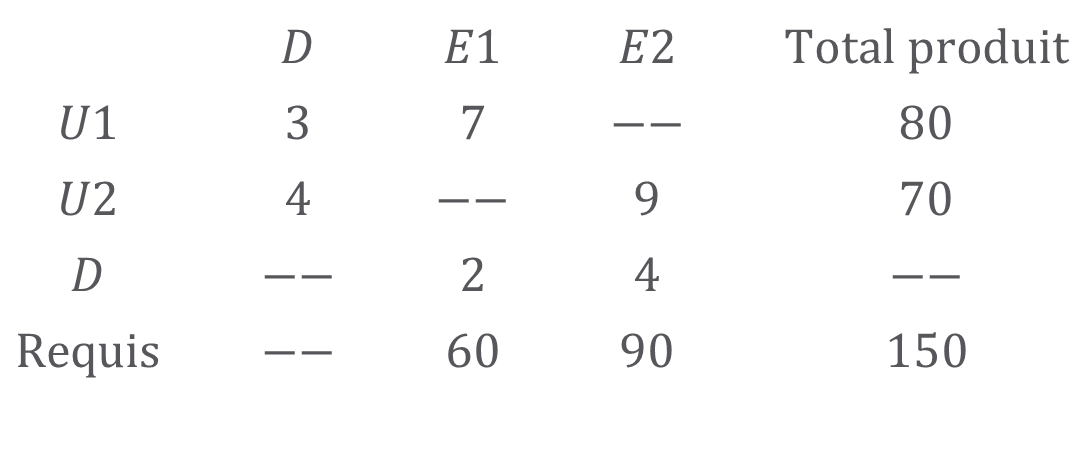 D E1 E2 Total produit
U1 3 7 −− 80
U2 4 −− 9 70
D −− 2 4 −−
Requis −− 60 90 150